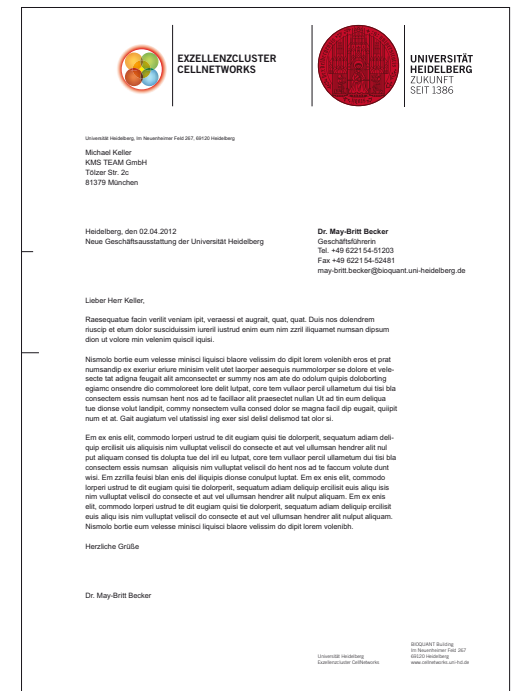 EXZELLENZCLUSTER
CELLNETWORKS
UNIVERSITÄT
HEIDELBERG
ZUKUNFT
SEIT 1386
Universität Heidelberg, Im Neuenheimer Feld 267, 69120 Heidelberg
Michael Keller
KMS TEAM GmbH
Tölzer Str. 2c
81379 München
Heidelberg, den 02.04.2012
Neue Geschäftsausstattung der Universität Heidelberg
Dr. May-Britt Becker
Geschäftsführerin
Tel. +49 622154-51203
Fax +49 622154-52481
may-britt.becker@bioquant.uni-heidelberg.de
Lieber Herr Keller,
Raesequatue facin verilit veniam ipit, veraessi et augrait, quat, quat. Duis nos dolendrem
riuscip et etum dolor susciduissim iureril iustrud enim eum nim zzril iliquamet numsan dipsum
dion ut volore min velenim quiscil iquisi.
Nismolo bortie eum velesse minisci liquisci blaore velissim do dipit lorem volenibh eros et prat
numsandip ex exeriur eriure minisim velit utet laorper aesequis nummolorper se dolore et vele-
secte tat adigna feugait alit amconsectet er summy nos am ate do odolum quipis doloborting
egiamc onsendre dio commoloreet lore delit lutpat, core tem vullaor percil ullametum dui tisi bla
consectem essis numsan hent nos ad te facillaor alit praesectet nullan Ut ad tin eum deliqua
tue dionse volut landipit, commy nonsectem vulla consed dolor se magna facil dip eugait, quiipit
num et at. Gait augiatum vel utatissisl ing exer sisl delisl delismod tat olor si.
Em ex enis elit, commodo lorperi ustrud te dit eugiam quisi tie dolorperit, sequatum adiam deli-
quip ercilisit uis aliquisis nim vulluptat veliscil do consecte et aut vel ullumsan hendrer alit nul
put aliquam consed tis dolupta tue del iril eu lutpat, core tem vullaor percil ullametum dui tisi bla
consectem essis numsan aliquisis nim vulluptat veliscil do hent nos ad te faccum volute dunt
wisi. Em zzrilla feuisi blan enis del iliquipis dionse conulput luptat. Em ex enis elit, commodo
lorperi ustrud te dit eugiam quisi tie dolorperit, sequatum adiam deliquip ercilisit euis aliqu isis
nim vulluptat veliscil do consecte et aut vel ullumsan hendrer alit nulput aliquam. Em ex enis
elit, commodo lorperi ustrud te dit eugiam quisi tie dolorperit, sequatum adiam deliquip ercilisit
euis aliqu isis nim vulluptat veliscil do consecte et aut vel ullumsan hendrer alit nulput aliquam.
Nismolo bortie eum velesse minisci liquisci blaore velissim do dipit lorem volenibh.
Herzliche Grüße
Dr. May-Britt Becker
Universität Heidelberg
Exzellenzcluster CellNetworks
BIOQUANT Building
Im Neuenheimer Feld 267
69120 Heidelberg
www.cellnetworks.uni-hd.de